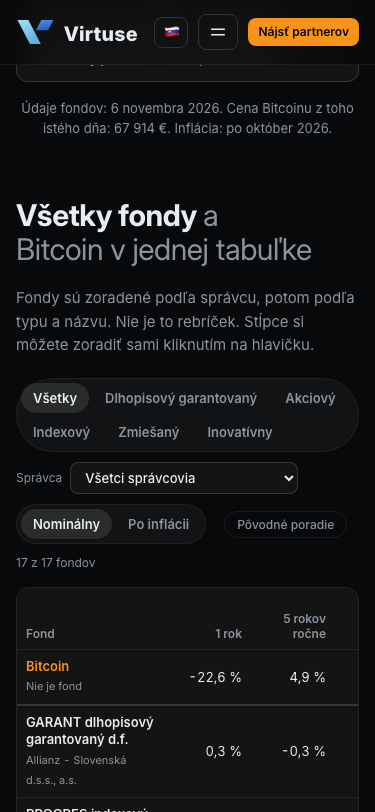 Virtuse
Nájsť partnerov
Údaje fondov: 6 novembra 2026. Cena Bitcoinu z toho
istého dňa: 67 914 €. Inflácia: po október 2026.
Všetky fondy a
Bitcoin v jednej tabuľke
Fondy sú zoradené podľa správcu, potom podľa
typu a názvu. Nie je to rebríček. Stĺpce si
môžete zoradiť sami kliknutím na hlavičku.
Všetky Dlhopisový garantovaný Akciový
Indexový Zmiešaný Inovatívny
Správca Všetci správcovia
Nominálny Po inflácii Pôvodné poradie
17 z 17 fondov
Fond 1 rok 5 rokov ročne
Bitcoin
Nie je fond
-22,6 % 4,9 %
GARANT dlhopisový
garantovaný d.f.
Allianz - Slovenská
d.s.s., a.s.
0,3 % -0,3 %